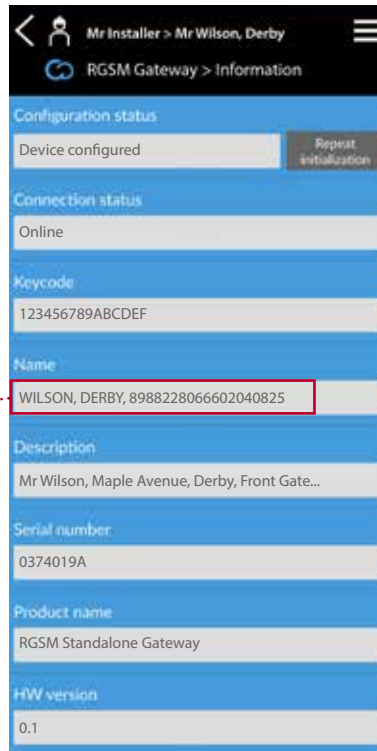 Mr Installer > Mr Wilson, Derby
RGSM Gateway > Information
Configuration status
Device configured
Repeat
initialization
Connection status
Online
Keycode
123456789ABCDEF
Name
WILSON, DERBY, 8988228066602040825
Description
Mr Wilson, Maple Avenue, Derby, Front Gate...
Serial number
0374019A
Product name
RGSM Standalone Gateway
HW version
0.1